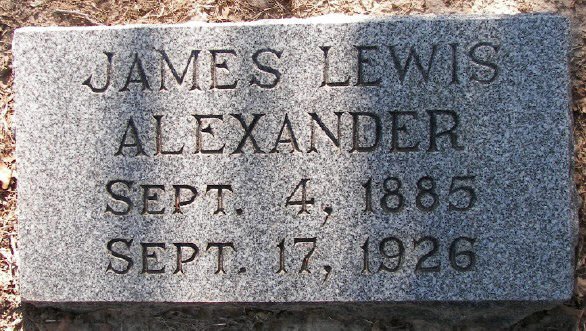 JAMES LEWIS
ALEXANDER
SEPT. 4, 1885
SEPT. 17, 1926